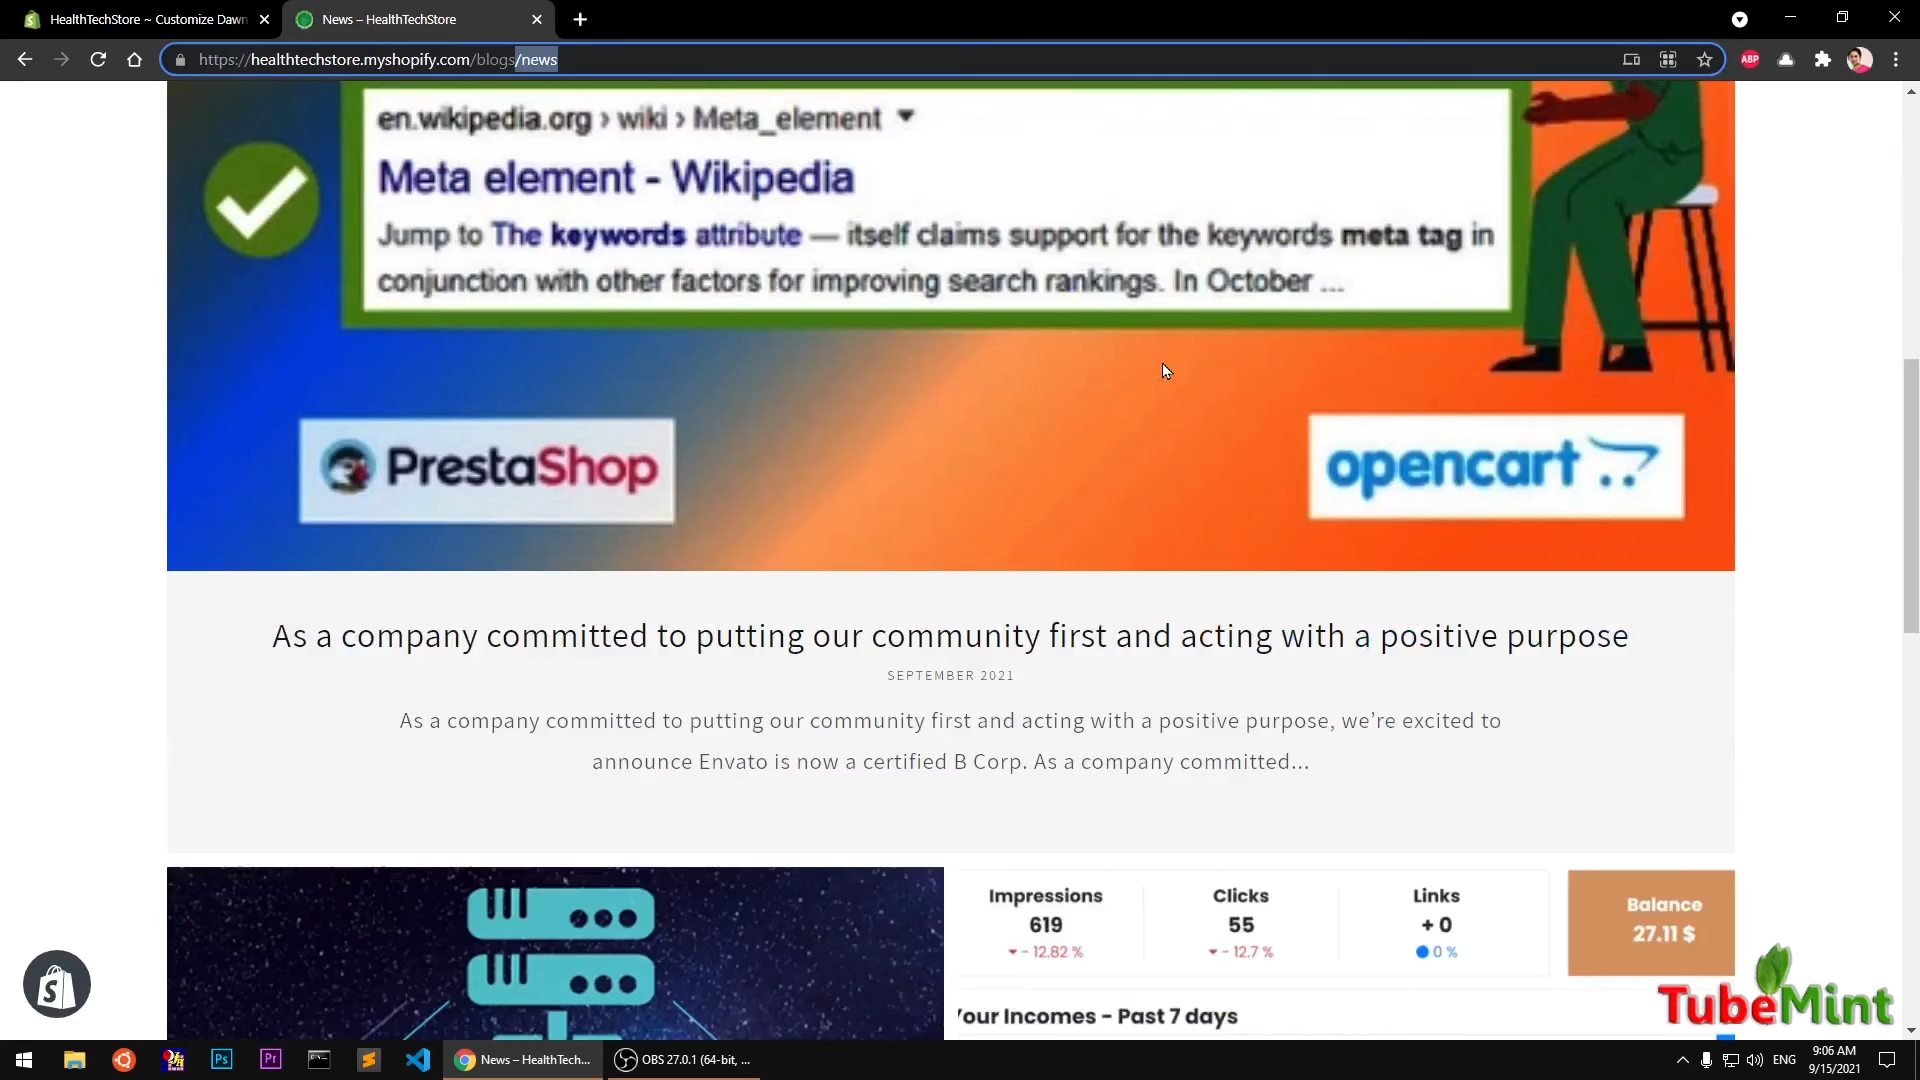 HealthTechStore ~ Customize Dawn
News – HealthTechStore
https://healthtechstore.myshopify.com/blogs/news
ABP
en.wikipedia.org › wiki › Meta_element
Meta element - Wikipedia
Jump to The keywords attribute — itself claims support for the keywords meta tag in
conjunction with other factors for improving search rankings. In October ...
PrestaShop
opencart
As a company committed to putting our community first and acting with a positive purpose
SEPTEMBER 2021
As a company committed to putting our community first and acting with a positive purpose, we’re excited to
announce Envato is now a certified B Corp. As a company committed...
Impressions
619
- 12.82 %
Clicks
55
- 12.7 %
Links
+ 0
0 %
Balance
27.11 $
Your Incomes - Past 7 days
TubeMint
Ps
Pr
News – HealthTech...
OBS 27.0.1 (64-bit, ...
ENG
9:06 AM
9/15/2021